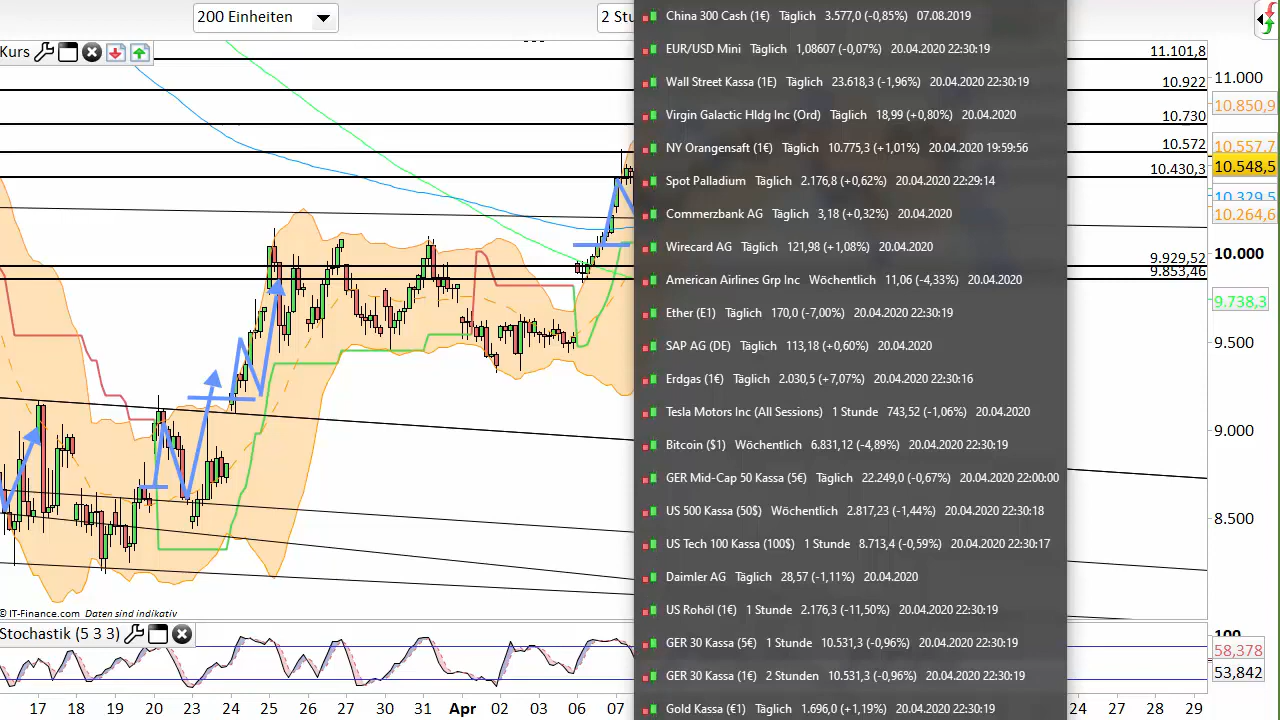 200 Einheiten
2 Stu
Kurs
China 300 Cash (1€) Täglich 3.577,0 (-0,85%) 07.08.2019
EUR/USD Mini Täglich 1,08607 (-0,07%) 20.04.2020 22:30:19
Wall Street Kassa (1E) Täglich 23.618,3 (-1,96%) 20.04.2020 22:30:19
Virgin Galactic Hldg Inc (Ord) Täglich 18,99 (+0,80%) 20.04.2020
NY Orangensaft (1€) Täglich 10.775,3 (+1,01%) 20.04.2020 19:59:56
Spot Palladium Täglich 2.176,8 (+0,62%) 20.04.2020 22:29:14
Commerzbank AG Täglich 3,18 (+0,32%) 20.04.2020
Wirecard AG Täglich 121,98 (+1,08%) 20.04.2020
American Airlines Grp Inc Wöchentlich 11,06 (-4,33%) 20.04.2020
Ether (E1) Täglich 170,0 (-7,00%) 20.04.2020 22:30:19
SAP AG (DE) Täglich 113,18 (+0,60%) 20.04.2020
Erdgas (1€) Täglich 2.030,5 (+7,07%) 20.04.2020 22:30:16
Tesla Motors Inc (All Sessions) 1 Stunde 743,52 (-1,06%) 20.04.2020
Bitcoin ($1) Wöchentlich 6.831,12 (-4,89%) 20.04.2020 22:30:19
GER Mid-Cap 50 Kassa (5€) Täglich 22.249,0 (-0,67%) 20.04.2020 22:00:00
US 500 Kassa (50$) Wöchentlich 2.817,23 (-1,44%) 20.04.2020 22:30:18
US Tech 100 Kassa (100$) 1 Stunde 8.713,4 (-0,59%) 20.04.2020 22:30:17
Daimler AG Täglich 28,57 (-1,11%) 20.04.2020
US Rohöl (1€) 1 Stunde 2.176,3 (-11,50%) 20.04.2020 22:30:19
GER 30 Kassa (5€) 1 Stunde 10.531,3 (-0,96%) 20.04.2020 22:30:19
GER 30 Kassa (1€) 2 Stunden 10.531,3 (-0,96%) 20.04.2020 22:30:19
Gold Kassa (€1) Täglich 1.696,0 (+1,19%) 20.04.2020 22:30:19
11.101,8
10.922
10.730
10.572
10.430,3
9.929,52
9.853,46
11.000
10.850,9
10.557,7
10.548,5
10.329,5
10.264,6
10.000
9.738,3
9.500
9.000
8.500
© IT-Finance.com Daten sind indikativ
Stochastik (5 3 3)
100
58,378
53,842
17 18 19 20 23 24 25 26 27 30 31 Apr 02 03 06 07
24 27 28 29